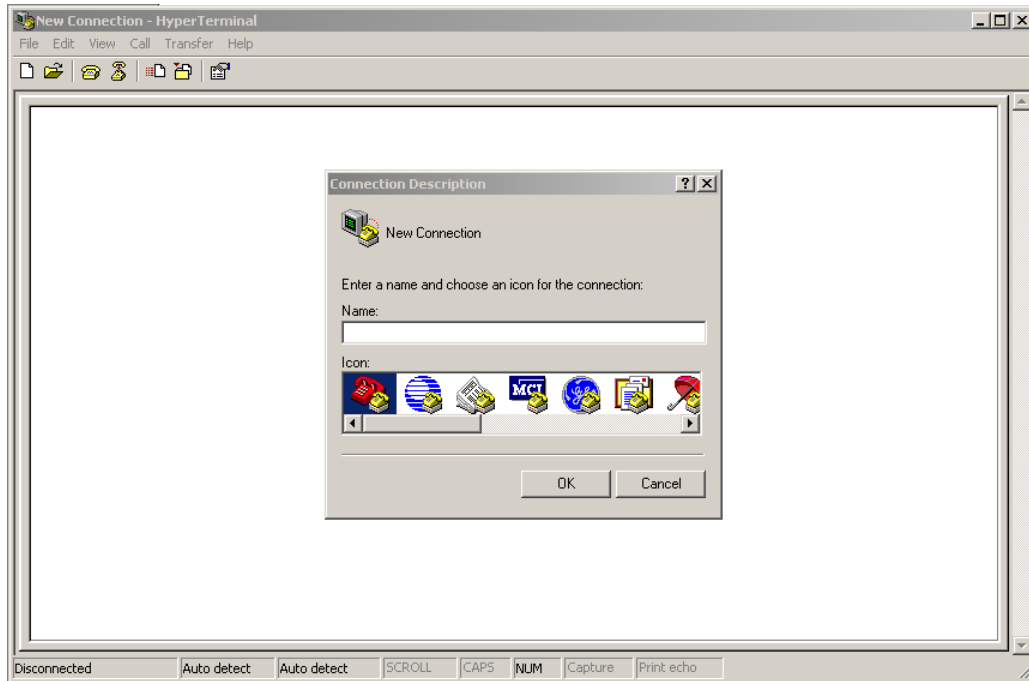 New Connection - HyperTerminal
File Edit View Call Transfer Help
Connection Description
New Connection
Enter a name and choose an icon for the connection:
Name:
Icon:
MCI
OK Cancel
Disconnected Auto detect Auto detect SCROLL CAPS NUM Capture Print echo